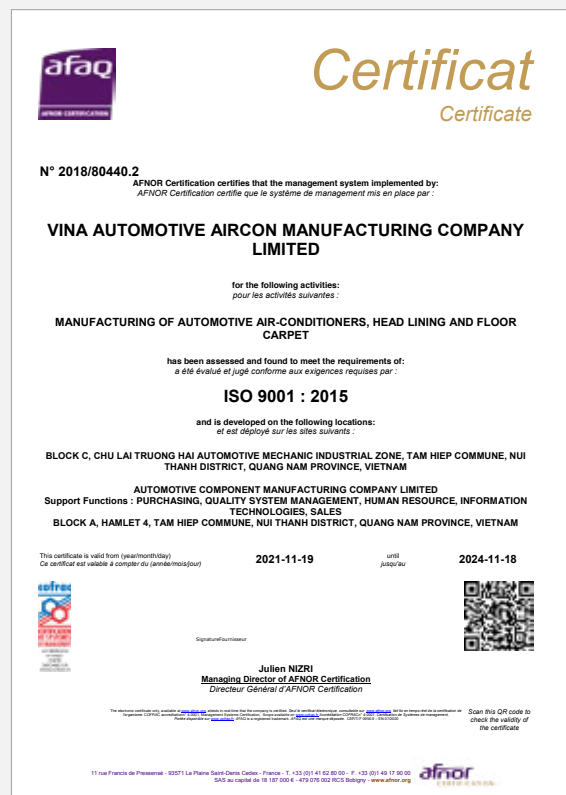 afaq
AFNOR CERTIFICATION
Certificat
Certificate
N° 2018/80440.2
AFNOR Certification certifies that the management system implemented by:
AFNOR Certification certifie que le système de management mis en place par :
VINA AUTOMOTIVE AIRCON MANUFACTURING COMPANY
LIMITED
for the following activities:
pour les activités suivantes :
MANUFACTURING OF AUTOMOTIVE AIR-CONDITIONERS, HEAD LINING AND FLOOR
CARPET
has been assessed and found to meet the requirements of:
a été évalué et jugé conforme aux exigences requises par :
ISO 9001 : 2015
and is developed on the following locations:
et est déployé sur les sites suivants :
BLOCK C, CHU LAI TRUONG HAI AUTOMOTIVE MECHANIC INDUSTRIAL ZONE, TAM HIEP COMMUNE, NUI
THANH DISTRICT, QUANG NAM PROVINCE, VIETNAM
AUTOMOTIVE COMPONENT MANUFACTURING COMPANY LIMITED
Support Functions : PURCHASING, QUALITY SYSTEM MANAGEMENT, HUMAN RESOURCE, INFORMATION
TECHNOLOGIES, SALES
BLOCK A, HAMLET 4, TAM HIEP COMMUNE, NUI THANH DISTRICT, QUANG NAM PROVINCE, VIETNAM
This certificate is valid from (year/month/day)
Ce certificat est valable à compter du (année/mois/jour)
2021-11-19
until
jusqu'au
2024-11-18
cofrac
SignatureFournisseur
Julien NIZRI
Managing Director of AFNOR Certification
Directeur Général d'AFNOR Certification
Scan this QR code to
check the validity of
the certificate
11 rue Francis de Pressensé - 93571 La Plaine Saint-Denis Cedex - France - T. +33 (0)1 41 62 80 00 - F. +33 (0)1 49 17 90 00
SAS au capital de 18 187 000 € - 479 076 002 RCS Bobigny - www.afnor.org
afnor
CERTIFICATION